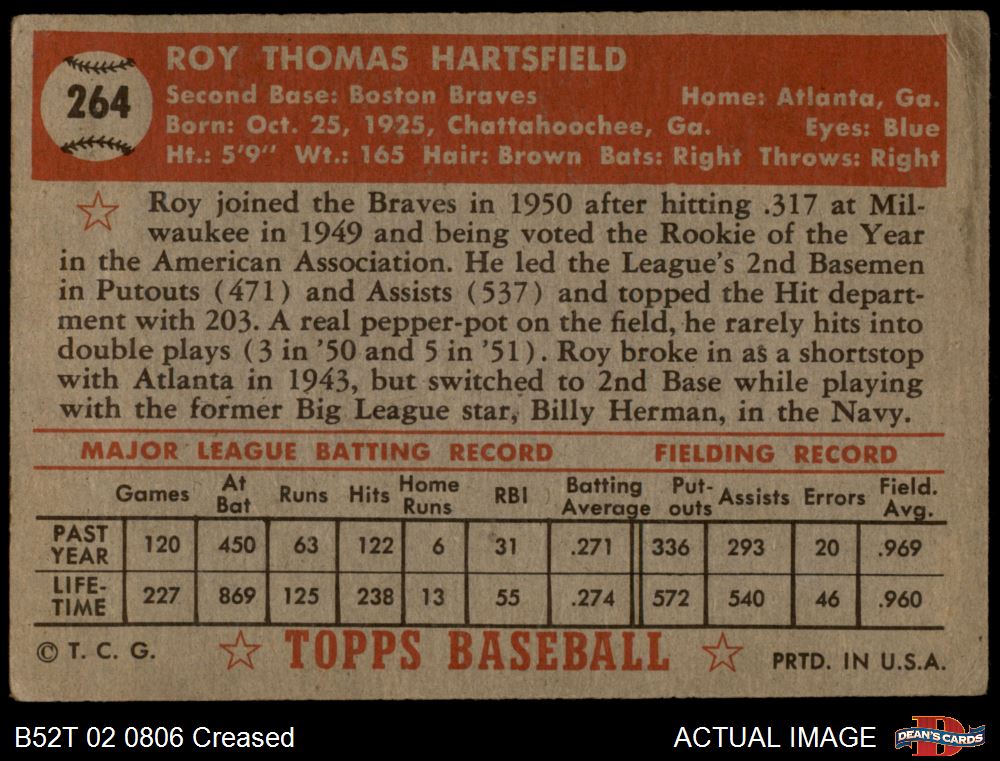 264
ROY THOMAS HARTSFIELD
Second Base: Boston Braves Home: Atlanta, Ga.
Born: Oct. 25, 1925, Chattahoochee, Ga. Eyes: Blue
Ht.: 5'9" Wt.: 165 Hair: Brown Bats: Right Throws: Right
Roy joined the Braves in 1950 after hitting .317 at Mil-
waukee in 1949 and being voted the Rookie of the Year
in the American Association. He led the League's 2nd Basemen
in Putouts (471) and Assists (537) and topped the Hit depart-
ment with 203. A real pepper-pot on the field, he rarely hits into
double plays (3 in '50 and 5 in '51). Roy broke in as a shortstop
with Atlanta in 1943, but switched to 2nd Base while playing
with the former Big League star, Billy Herman, in the Navy.
MAJOR LEAGUE BATTING RECORD FIELDING RECORD
Games At Bat Runs Hits Home Runs RBI Batting Average Put-outs Assists Errors Field. Avg.
PAST YEAR 120 450 63 122 6 31 .271 336 293 20 .969
LIFE-TIME 227 869 125 238 13 55 .274 572 540 46 .960
© T. C. G. TOPPS BASEBALL PRTD. IN U.S.A.
B52T 02 0806 Creased ACTUAL IMAGE DEAN'S CARDS